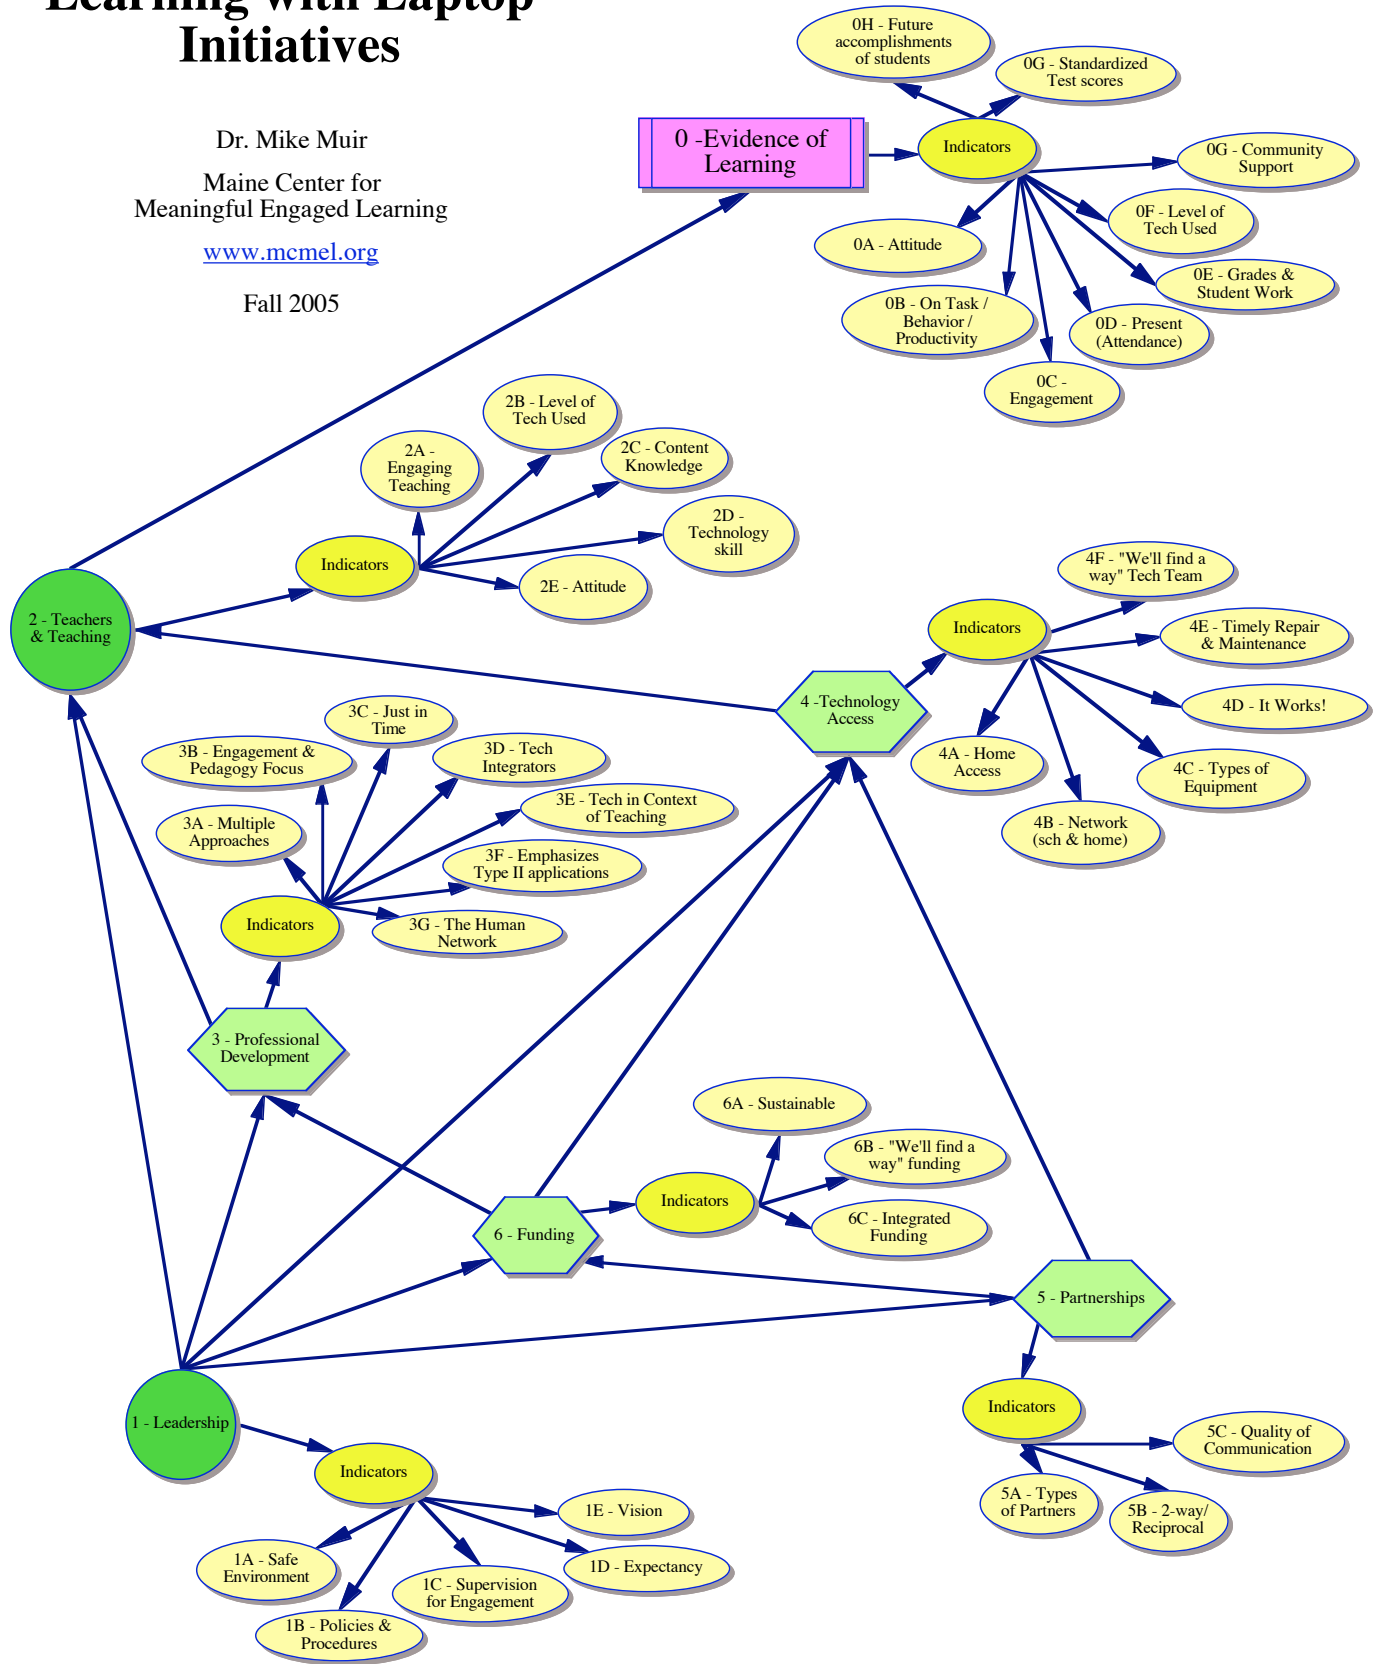 Learning with Laptop
Initiatives
Dr. Mike Muir
Maine Center for
Meaningful Engaged Learning
www.mcmel.org
Fall 2005
0 -Evidence of
Learning
Indicators
0H - Future
accomplishments
of students
0G - Standardized
Test scores
0G - Community
Support
0F - Level of
Tech Used
0E - Grades &
Student Work
0D - Present
(Attendance)
0C -
Engagement
0B - On Task /
Behavior /
Productivity
0A - Attitude
2 - Teachers
& Teaching
Indicators
2A -
Engaging
Teaching
2B - Level of
Tech Used
2C - Content
Knowledge
2D -
Technology
skill
2E - Attitude
4 -Technology
Access
Indicators
4F - "We'll find a
way" Tech Team
4E - Timely Repair
& Maintenance
4D - It Works!
4C - Types of
Equipment
4B - Network
(sch & home)
4A - Home
Access
3 - Professional
Development
Indicators
3A - Multiple
Approaches
3B - Engagement &
Pedagogy Focus
3C - Just in
Time
3D - Tech
Integrators
3E - Tech in Context
of Teaching
3F - Emphasizes
Type II applications
3G - The Human
Network
6 - Funding
Indicators
6A - Sustainable
6B - "We'll find a
way" funding
6C - Integrated
Funding
5 - Partnerships
Indicators
5A - Types
of Partners
5B - 2-way/
Reciprocal
5C - Quality of
Communication
1 - Leadership
Indicators
1A - Safe
Environment
1B - Policies &
Procedures
1C - Supervision
for Engagement
1D - Expectancy
1E - Vision